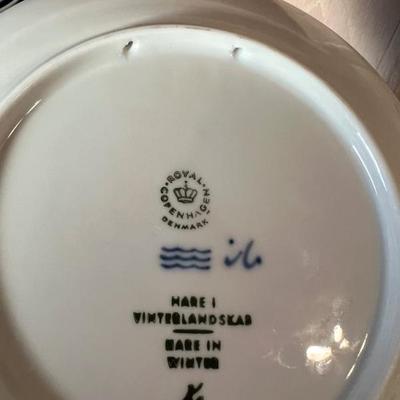 ROYAL
COPENHAGEN
DENMARK
HARE I
VINTERLANDSKAB
HARE IN
WINTER